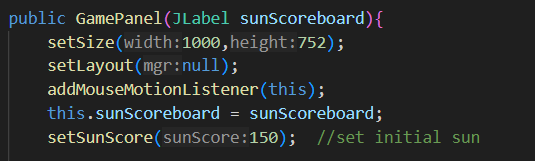 public GamePanel(JLabel sunScoreboard){
setSize(width:1000,height:752);
setLayout(mgr:null);
addMouseMotionListener(this);
this.sunScoreboard = sunScoreboard;
setSunScore(sunScore:150);  //set initial sun